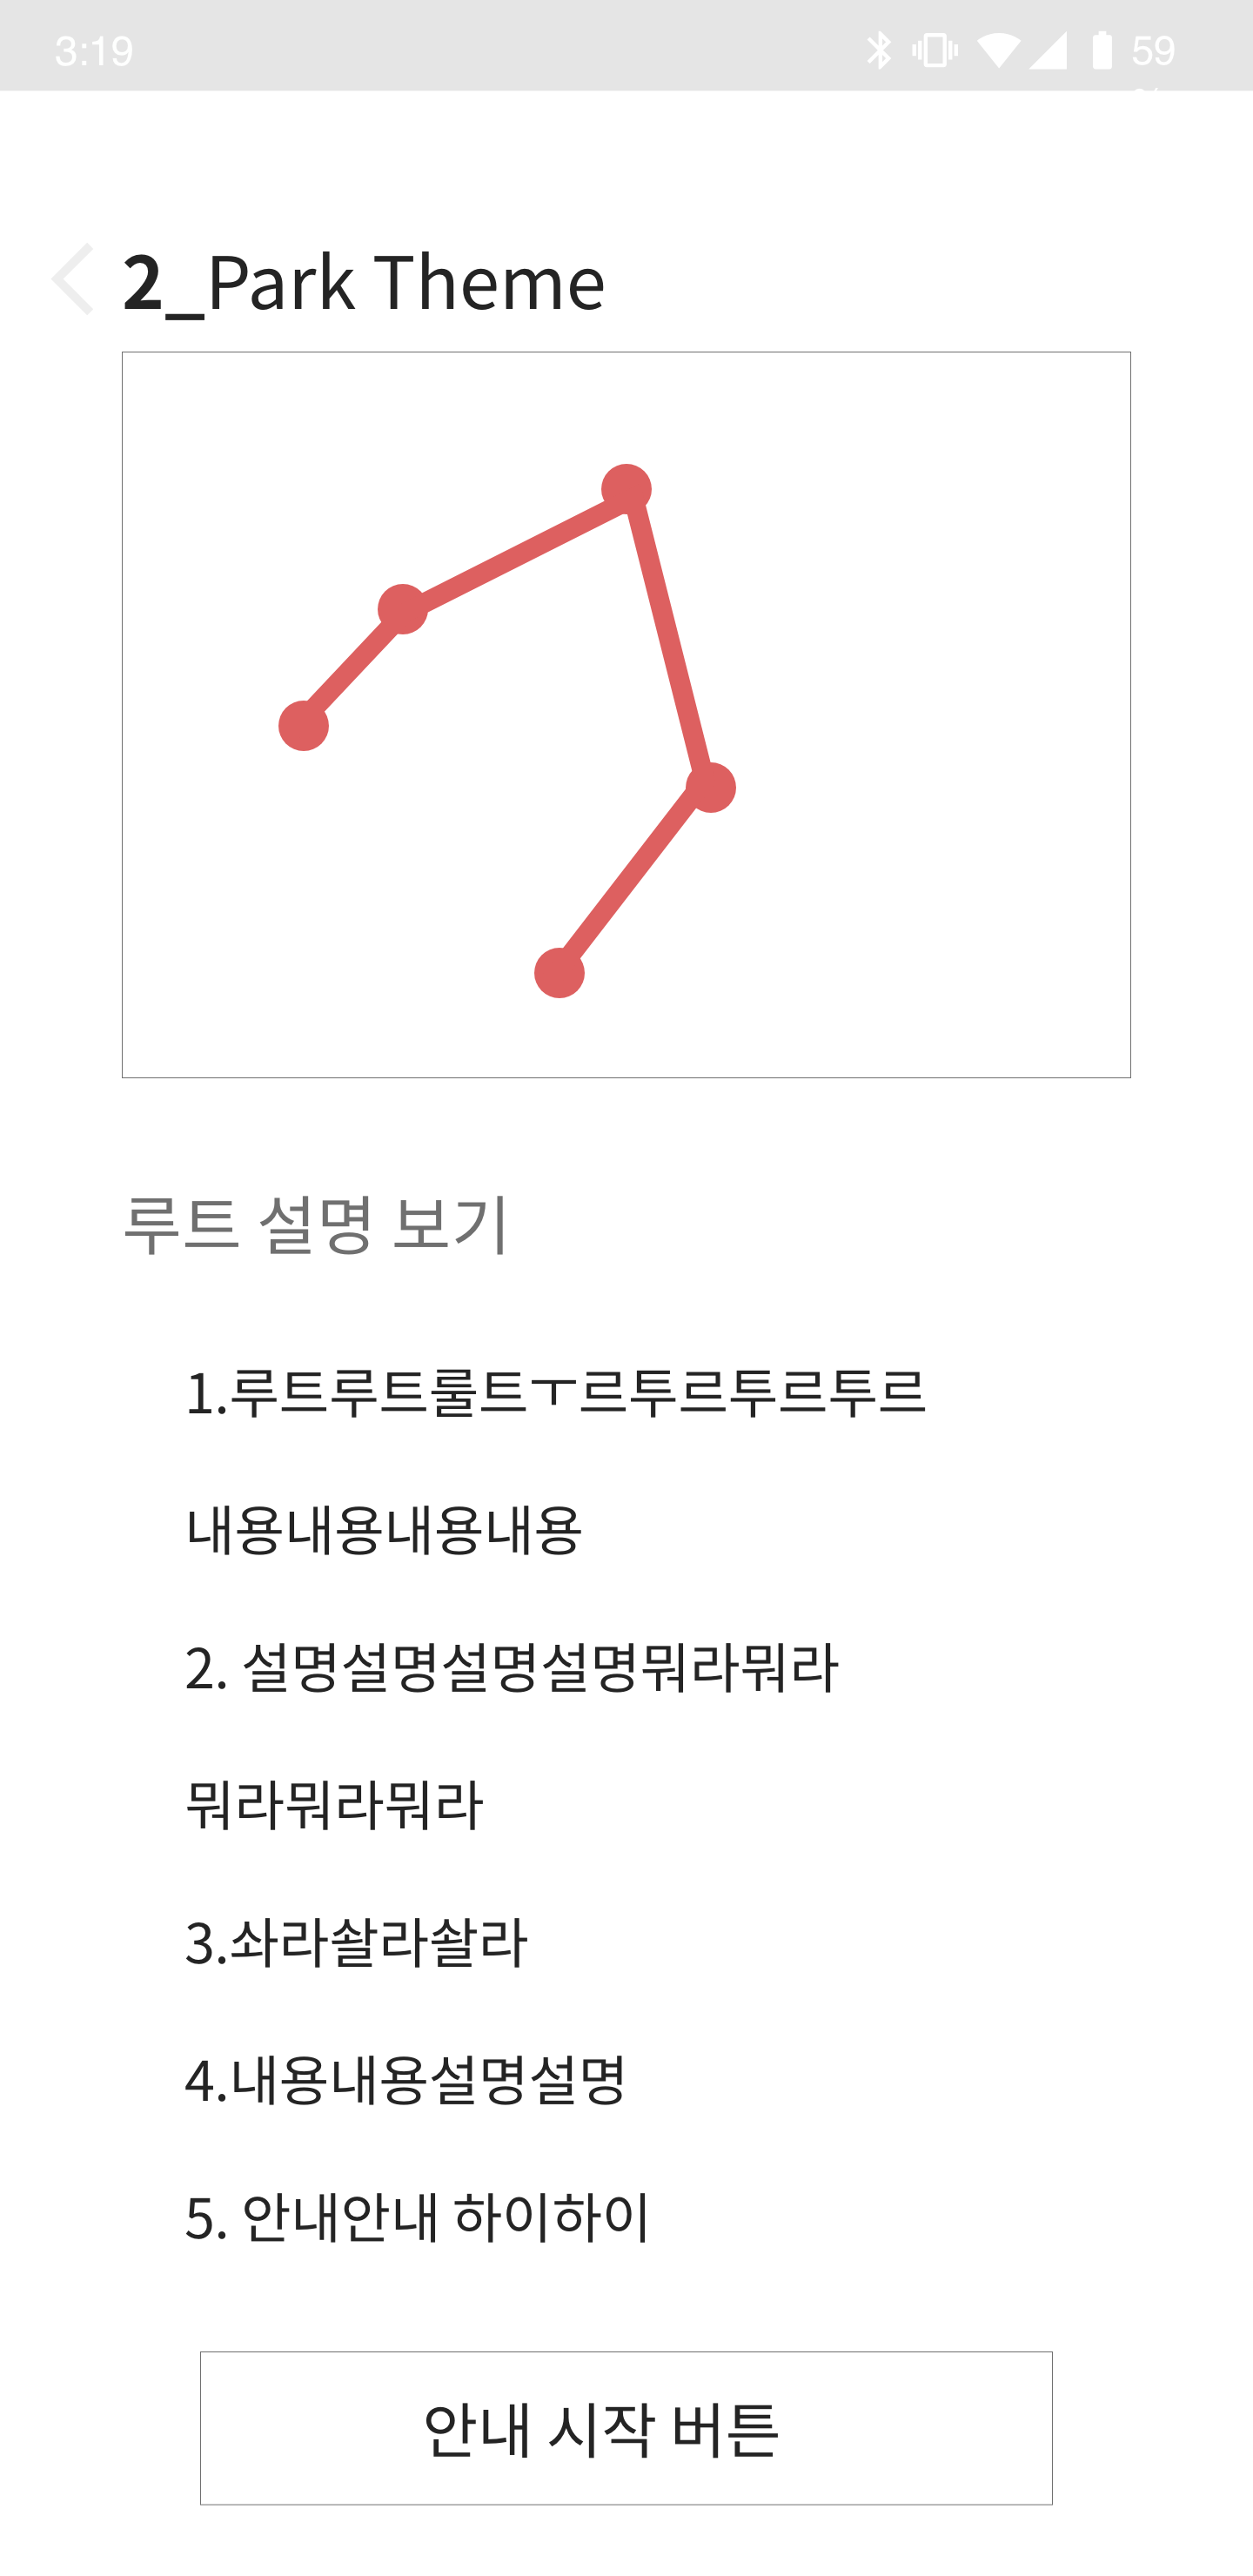 3:19
59
2_Park Theme
루트 설명 보기
1.루트루트룰트ㅜ르투르투르투르
내용내용내용내용
2. 설명설명설명설명뭐라뭐라
뭐라뭐라뭐라
3.솨라솰라솰라
4.내용내용설명설명
5. 안내안내 하이하이
안내 시작 버튼